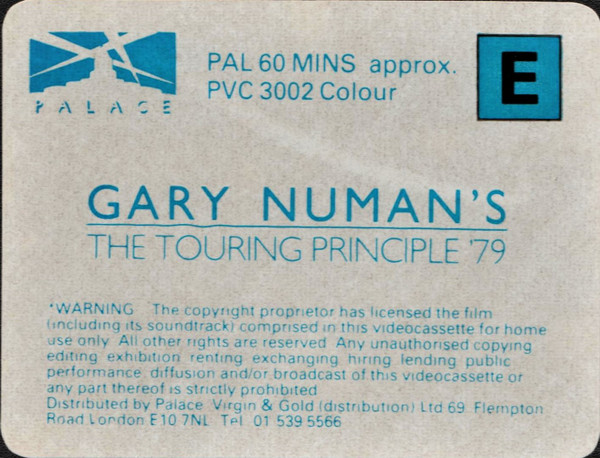 PALACE
PAL 60 MINS approx.
PVC 3002 Colour
E
GARY NUMAN'S
THE TOURING PRINCIPLE '79
*WARNING The copyright proprietor has licensed the film
(including its soundtrack) comprised in this videocassette for home
use only. All other rights are reserved. Any unauthorised copying
editing exhibition renting exchanging hiring lending public
performance diffusion and/or broadcast of this videocassette or
any part thereof is strictly prohibited
Distributed by Palace Virgin & Gold (distribution) Ltd 69 Flempton
Road London E10 7NL Tel 01 539 5566